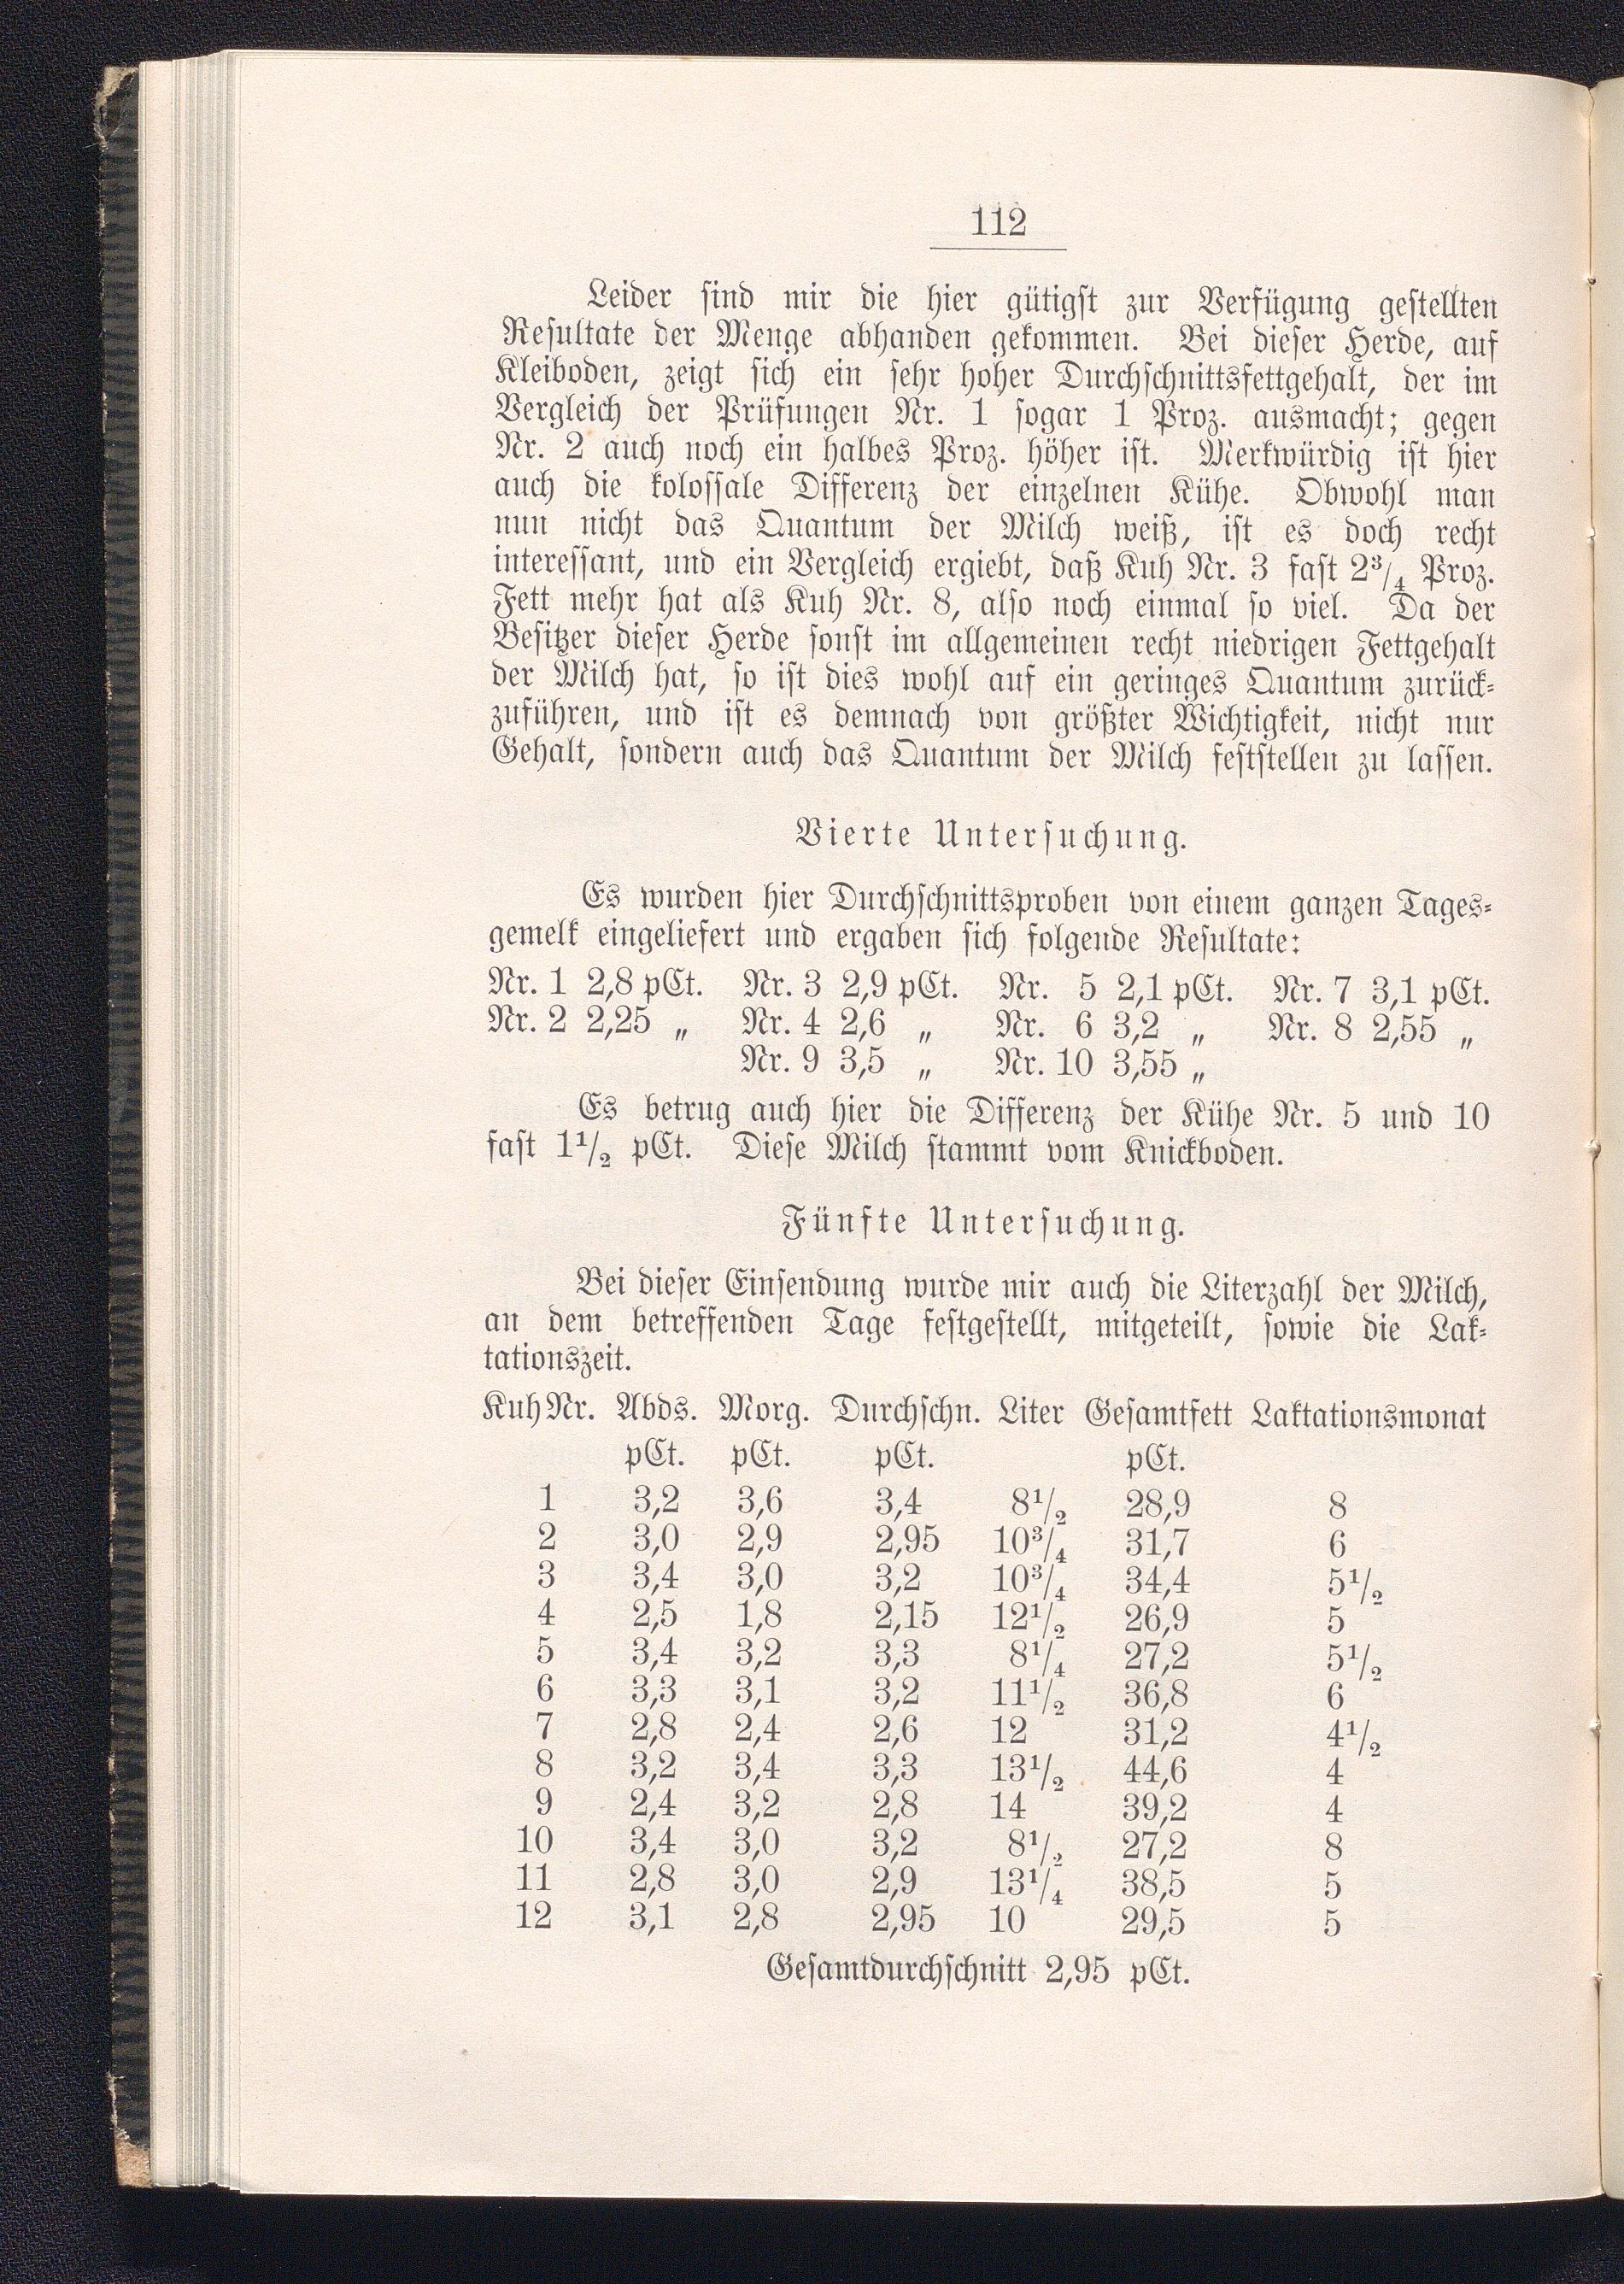 112
Leider sind mir die hier gütigst zur Verfügung gestellten
Resultate der Menge abhanden gekommen. Bei dieser Herde, auf
Kleiboden, zeigt sich ein sehr hoher Durchschnittsfettgehalt, der im
Vergleich der Prüfungen Nr. 1 sogar 1 Proz. ausmacht; gegen
Nr. 2 auch noch ein halbes Proz. höher ist. Merkwürdig ist hier
auch die kolossale Differenz der einzelnen Kühe. Obwohl man
nun nicht das Quantum der Milch weiß, ist es doch recht
interessant, und ein Vergleich ergiebt, daß Kuh Nr. 3 fast 2³/₄ Proz.
Fett mehr hat als Kuh Nr. 8, also noch einmal so viel. Da der
Besitzer dieser Herde sonst im allgemeinen recht niedrigen Fettgehalt
der Milch hat, so ist dies wohl auf ein geringes Quantum zurück-
zuführen, und ist es demnach von größter Wichtigkeit, nicht nur
Gehalt, sondern auch das Quantum der Milch feststellen zu lassen.
Vierte Untersuchung.
Es wurden hier Durchschnittsproben von einem ganzen Tages-
gemelk eingeliefert und ergaben sich folgende Resultate:
Nr. 1 2,8 pCt. Nr. 3 2,9 pCt. Nr. 5 2,1 pCt. Nr. 7 3,1 pCt.
Nr. 2 2,25 „ Nr. 4 2,6 „ Nr. 6 3,2 „ Nr. 8 2,55 „
Nr. 9 3,5 „ Nr. 10 3,55 „
Es betrug auch hier die Differenz der Kühe Nr. 5 und 10
fast 1¹/₂ pCt. Diese Milch stammt vom Knickboden.
Fünfte Untersuchung.
Bei dieser Einsendung wurde mir auch die Literzahl der Milch,
an dem betreffenden Tage festgestellt, mitgeteilt, sowie die Lak-
tationszeit.
Kuh Nr. Abds. Morg. Durchschn. Liter Gesamtfett Laktationsmonat
pCt. pCt. pCt. pCt.
1 3,2 3,6 3,4 8¹/₂ 28,9 8
2 3,0 2,9 2,95 10³/₄ 31,7 6
3 3,4 3,0 3,2 10³/₄ 34,4 5¹/₂
4 2,5 1,8 2,15 12¹/₂ 26,9 5
5 3,4 3,2 3,3 8¹/₄ 27,2 5¹/₂
6 3,3 3,1 3,2 11¹/₂ 36,8 6
7 2,8 2,4 2,6 12 31,2 4¹/₂
8 3,2 3,4 3,3 13¹/₂ 44,6 4
9 2,4 3,2 2,8 14 39,2 4
10 3,4 3,0 3,2 8¹/₂ 27,2 8
11 2,8 3,0 2,9 13¹/₄ 38,5 5
12 3,1 2,8 2,95 10 29,5 5
Gesamtdurchschnitt 2,95 pCt.